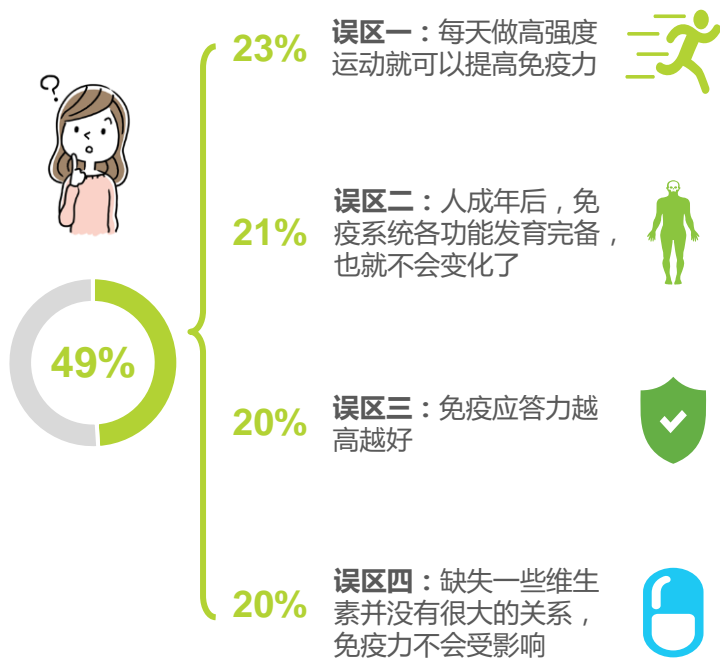 ?
49%
23%
误区一：每天做高强度
运动就可以提高免疫力
21%
误区二：人成年后，免
疫系统各功能发育完备，
也就不会变化了
20%
误区三：免疫应答力越
高越好
20%
误区四：缺失一些维生
素并没有很大的关系，
免疫力不会受影响